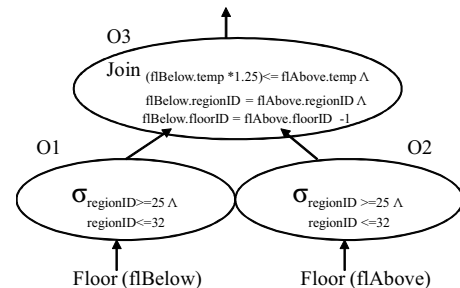 O3
Join (flBelow.temp *1.25)<= flAbove.temp Λ
flBelow.regionID = flAbove.regionID Λ
flBelow.floorID = flAbove.floorID -1
O1
O2
σregionID>=25 Λ
regionID<=32
σregionID >=25 Λ
regionID <=32
Floor (flBelow)
Floor (flAbove)